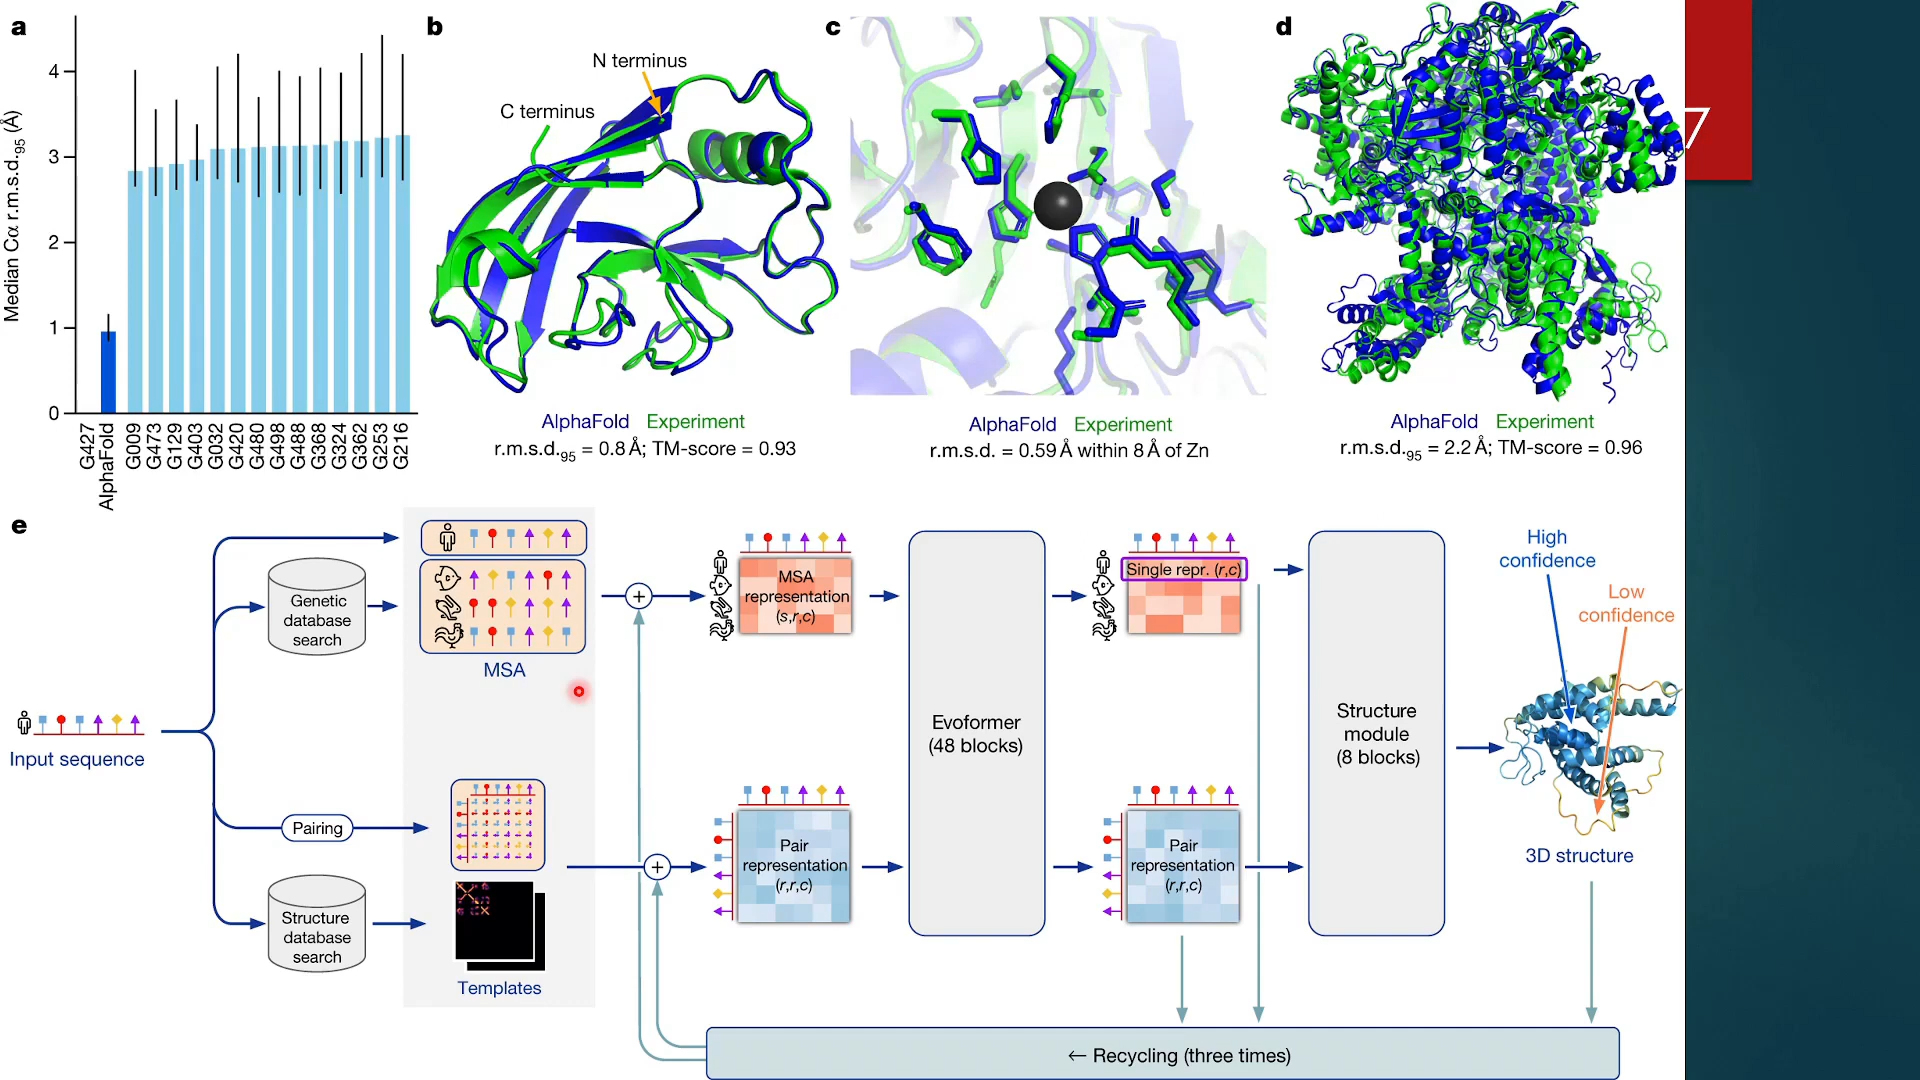 a
b
c
d
7
Median Cα r.m.s.d.95 (Å)
4
3
2
1
0
G427
AlphaFold
G009
G473
G129
G403
G032
G420
G480
G498
G488
G368
G324
G362
G253
G216
N terminus
C terminus
AlphaFold Experiment
r.m.s.d.95 = 0.8 Å; TM-score = 0.93
AlphaFold Experiment
r.m.s.d. = 0.59 Å within 8 Å of Zn
AlphaFold Experiment
r.m.s.d.95 = 2.2 Å; TM-score = 0.96
e
Input sequence
Genetic
database
search
Pairing
Structure
database
search
MSA
Templates
+
+
MSA
representation
(s,r,c)
Pair
representation
(r,r,c)
Evoformer
(48 blocks)
Single repr. (r,c)
Pair
representation
(r,r,c)
Structure
module
(8 blocks)
High
confidence
Low
confidence
3D structure
← Recycling (three times)